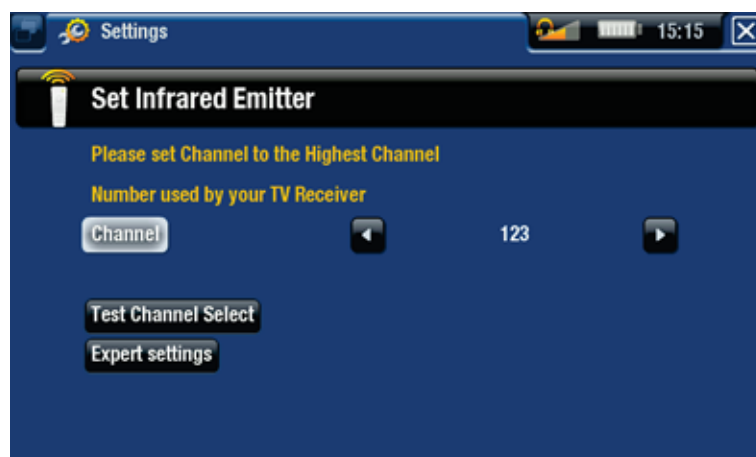 Settings
15:15
Set Infrared Emitter
Please set Channel to the Highest Channel
Number used by your TV Receiver
Channel
123
Test Channel Select
Expert settings